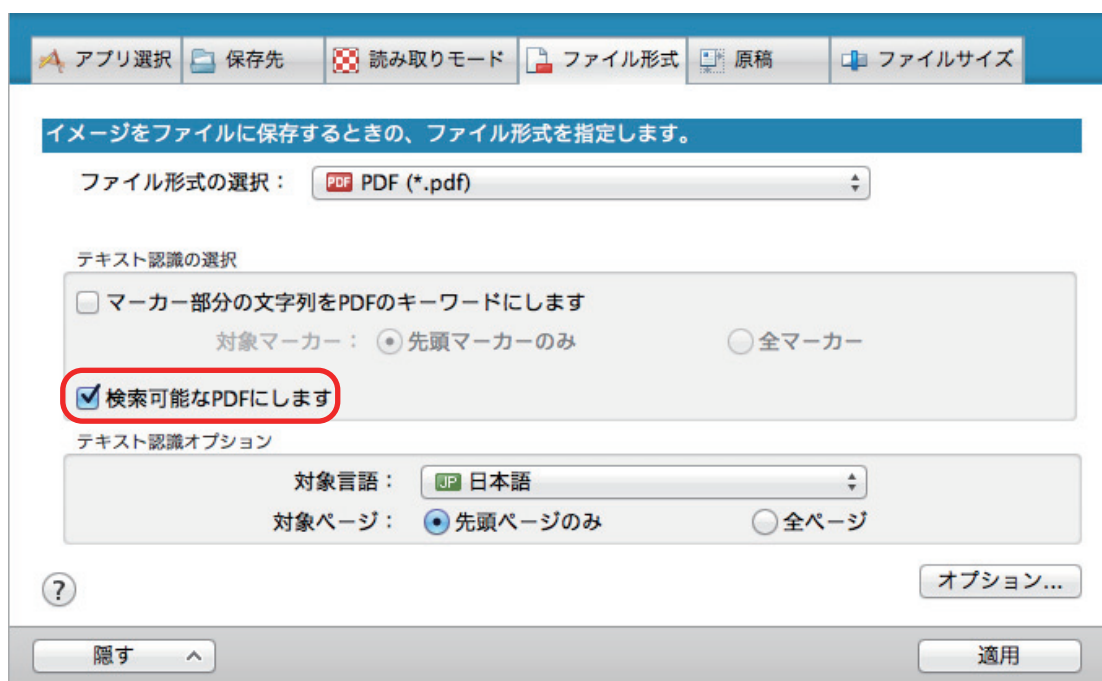 アプリ選択 保存先 読み取りモード ファイル形式 原稿 ファイルサイズ
イメージをファイルに保存するときの、ファイル形式を指定します。
ファイル形式の選択： PDF PDF (*.pdf)
テキスト認識の選択
マーカー部分の文字列をPDFのキーワードにします
対象マーカー： 先頭マーカーのみ 全マーカー
検索可能なPDFにします
テキスト認識オプション
対象言語： JP 日本語
対象ページ： 先頭ページのみ 全ページ
? オプション...
隠す 適用